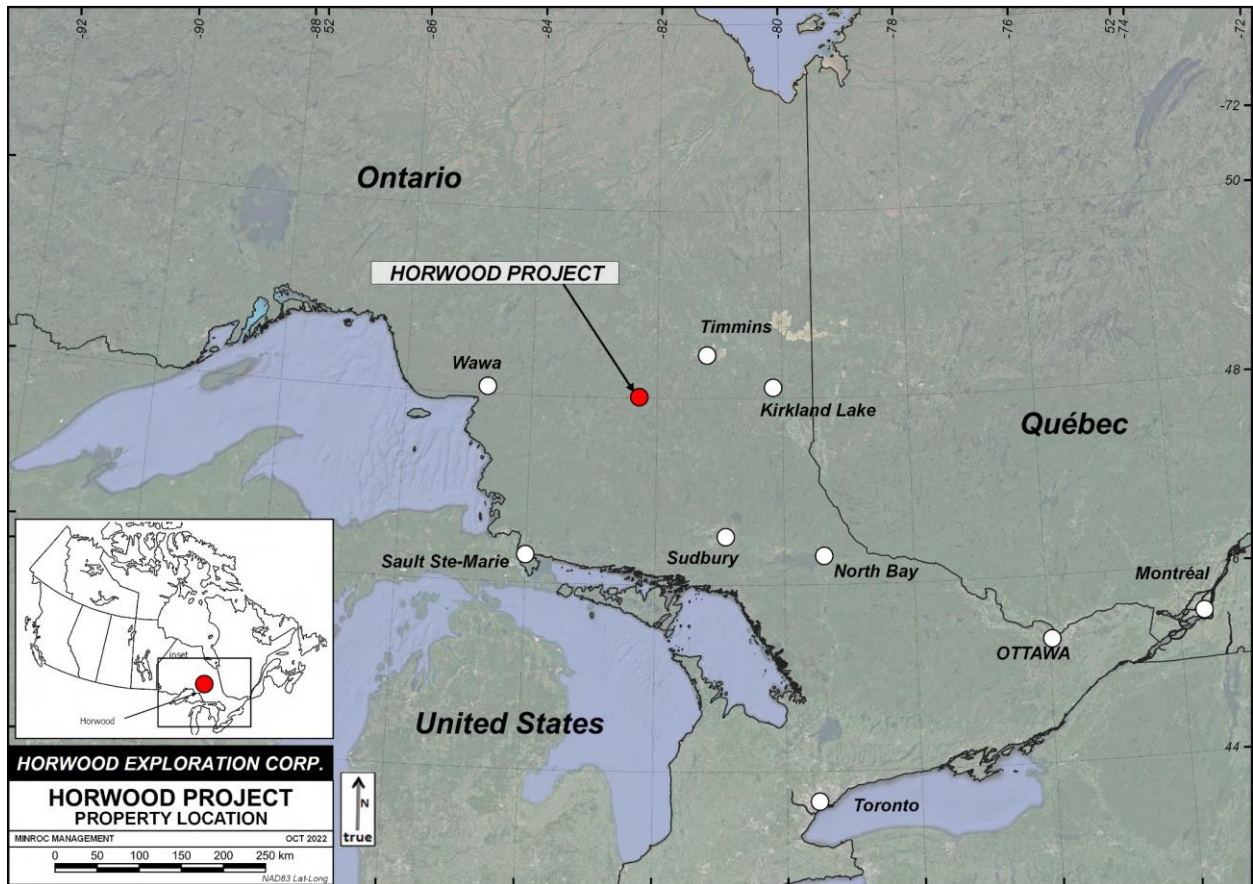 -92
-90
-52
-86
-84
-80
-78
-76
-52
-74
-72
-72
50
Ontario
HORWOOD PROJECT
Timmins
Wawa
48
Kirkland Lake
Québec
Sault Ste-Marie
Sudbury
North Bay
Montréal
OTTAWA
inset
Horwood
United States
44
Toronto
HORWOOD EXPLORATION CORP.
HORWOOD PROJECT
PROPERTY LOCATION
MINROC MANAGEMENT OCT 2022
0 50 100 150 200 250 km
NAD83 Lat-Long
N
true